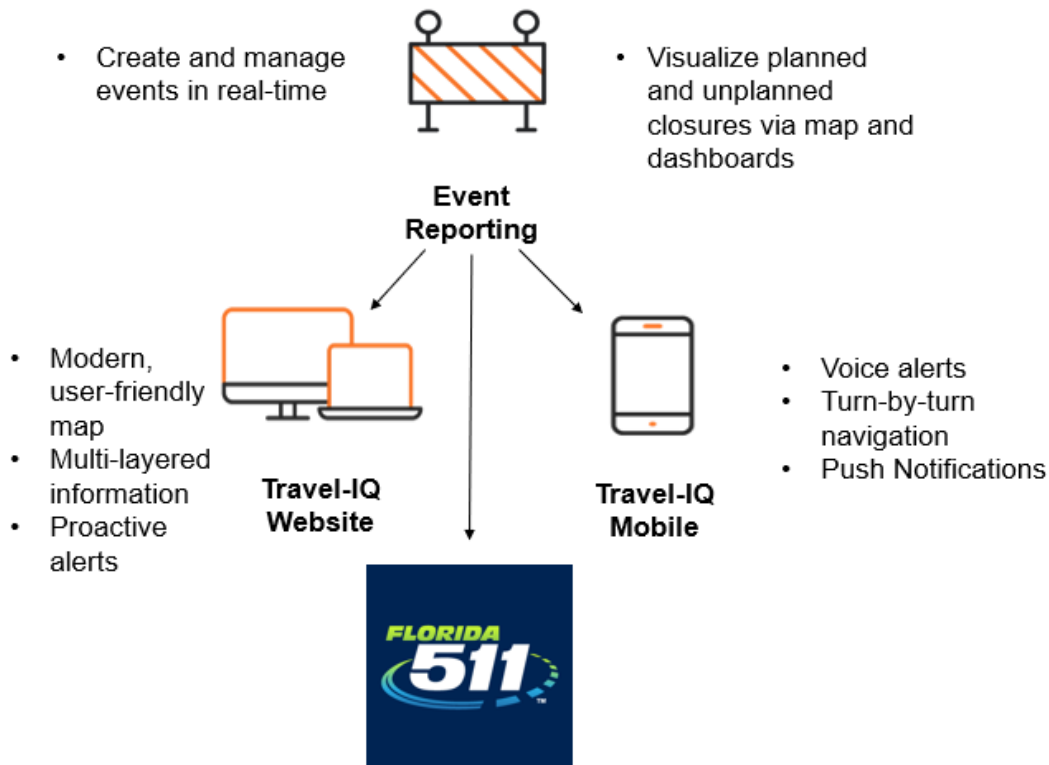 • Create and manage
events in real-time
• Visualize planned
and unplanned
closures via map and
dashboards
Event
Reporting
• Modern,
user-friendly
map
• Multi-layered
information
• Proactive
alerts
Travel-IQ
Website
Travel-IQ
Mobile
• Voice alerts
• Turn-by-turn
navigation
• Push Notifications
FLORIDA
511
™